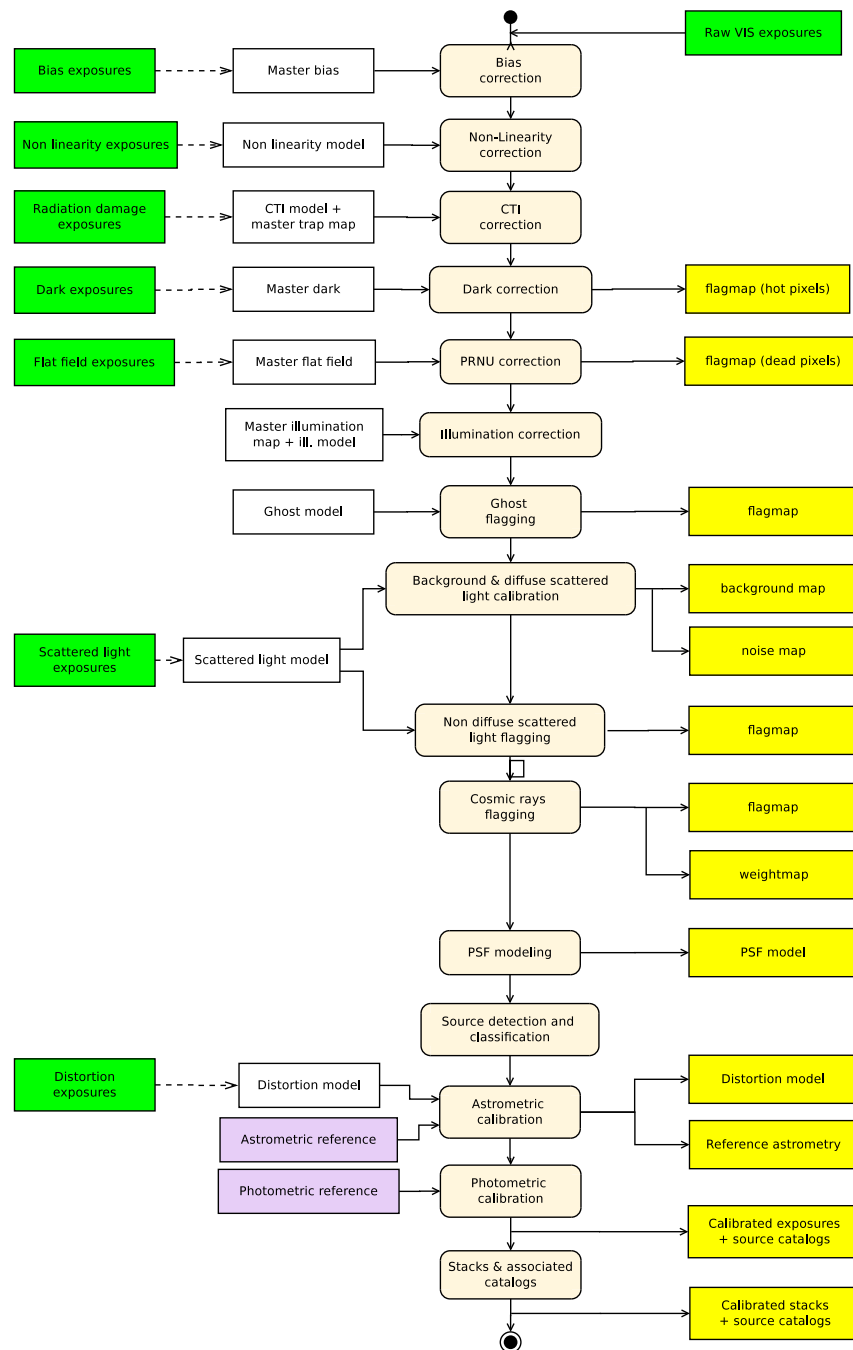 Raw VIS exposures
Bias exposures
Master bias
Bias
correction
Non linearity exposures
Non linearity model
Non-Linearity
correction
Radiation damage
exposures
CTI model +
master trap map
CTI
correction
Dark exposures
Master dark
Dark correction
flagmap (hot pixels)
Flat field exposures
Master flat field
PRNU correction
flagmap (dead pixels)
Master illumination
map + ill. model
Illumination correction
Ghost model
Ghost
flagging
flagmap
Background & diffuse scattered
light calibration
background map
noise map
Scattered light
exposures
Scattered light model
Non diffuse scattered
light flagging
flagmap
Cosmic rays
flagging
flagmap
weightmap
PSF modeling
PSF model
Source detection and
classification
Distortion
exposures
Distortion model
Astrometric
calibration
Distortion model
Astrometric reference
Reference astrometry
Photometric reference
Photometric
calibration
Calibrated exposures
+ source catalogs
Stacks & associated
catalogs
Calibrated stacks
+ source catalogs